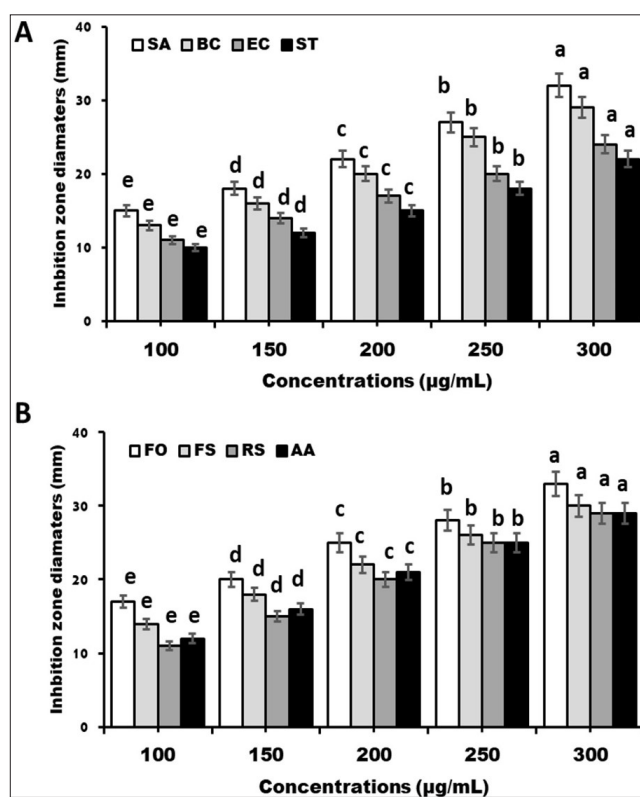 A
40
SA BC EC ST
a
a
b
b
30
a
a
c
c
b
b
d
d
c
c
20
e
e
d
d
e
e
10
0
100 150 200 250 300
Concentrations (µg/mL)
Inhbition zone diamaters (mm)
B
40
FO FS RS AA
a
a
a a
b
b
b b
30
c
c
c c
d
d
d d
20
e
e
e e
10
0
100 150 200 250 300
Concentrations (µg/mL)
Inhbition zone diamaters (mm)